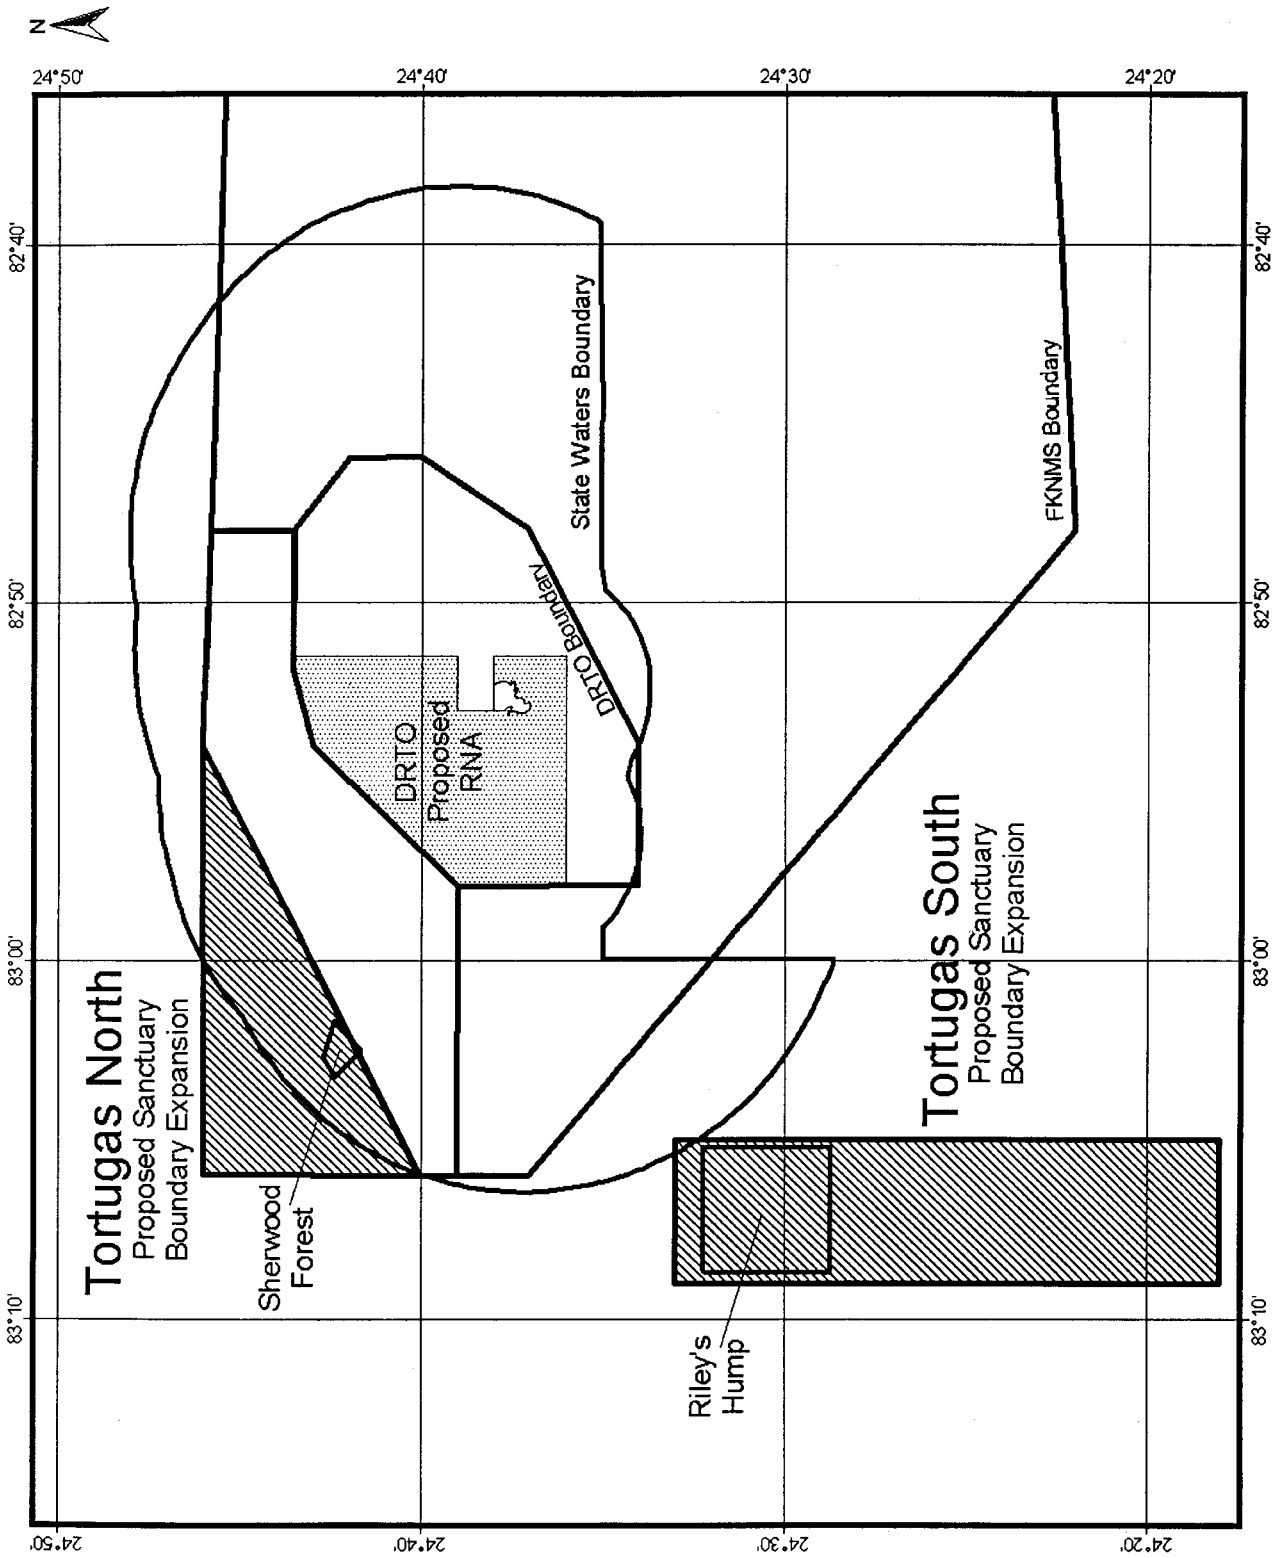 N
83°10'
83°00'
82°50'
82°40'
24°50'
24°50'
Tortugas North
Proposed Sanctuary
Boundary Expansion
Sherwood
Forest
24°40'
24°40'
DRTO
Proposed
RNA
DRTO Boundary
State Waters Boundary
Riley's
Hump
24°30'
24°30'
Tortugas South
Proposed Sanctuary
Boundary Expansion
FKNMS Boundary
24°20'
24°20'
83°10'
83°00'
82°50'
82°40'